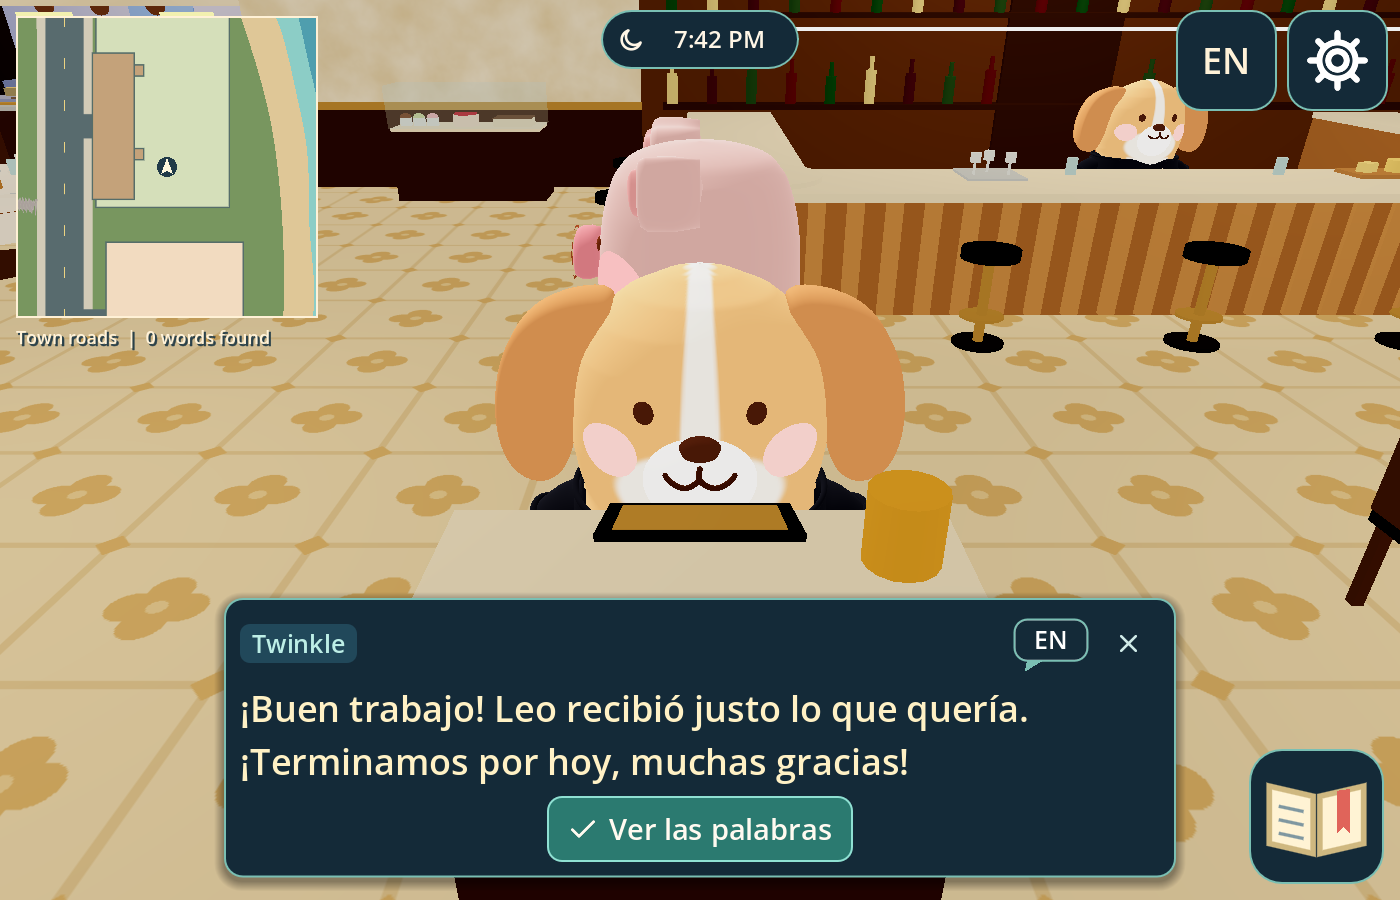 7:42 PM
EN
Town roads | 0 words found
Twinkle
EN
¡Buen trabajo! Leo recibió justo lo que quería.
¡Terminamos por hoy, muchas gracias!
Ver las palabras